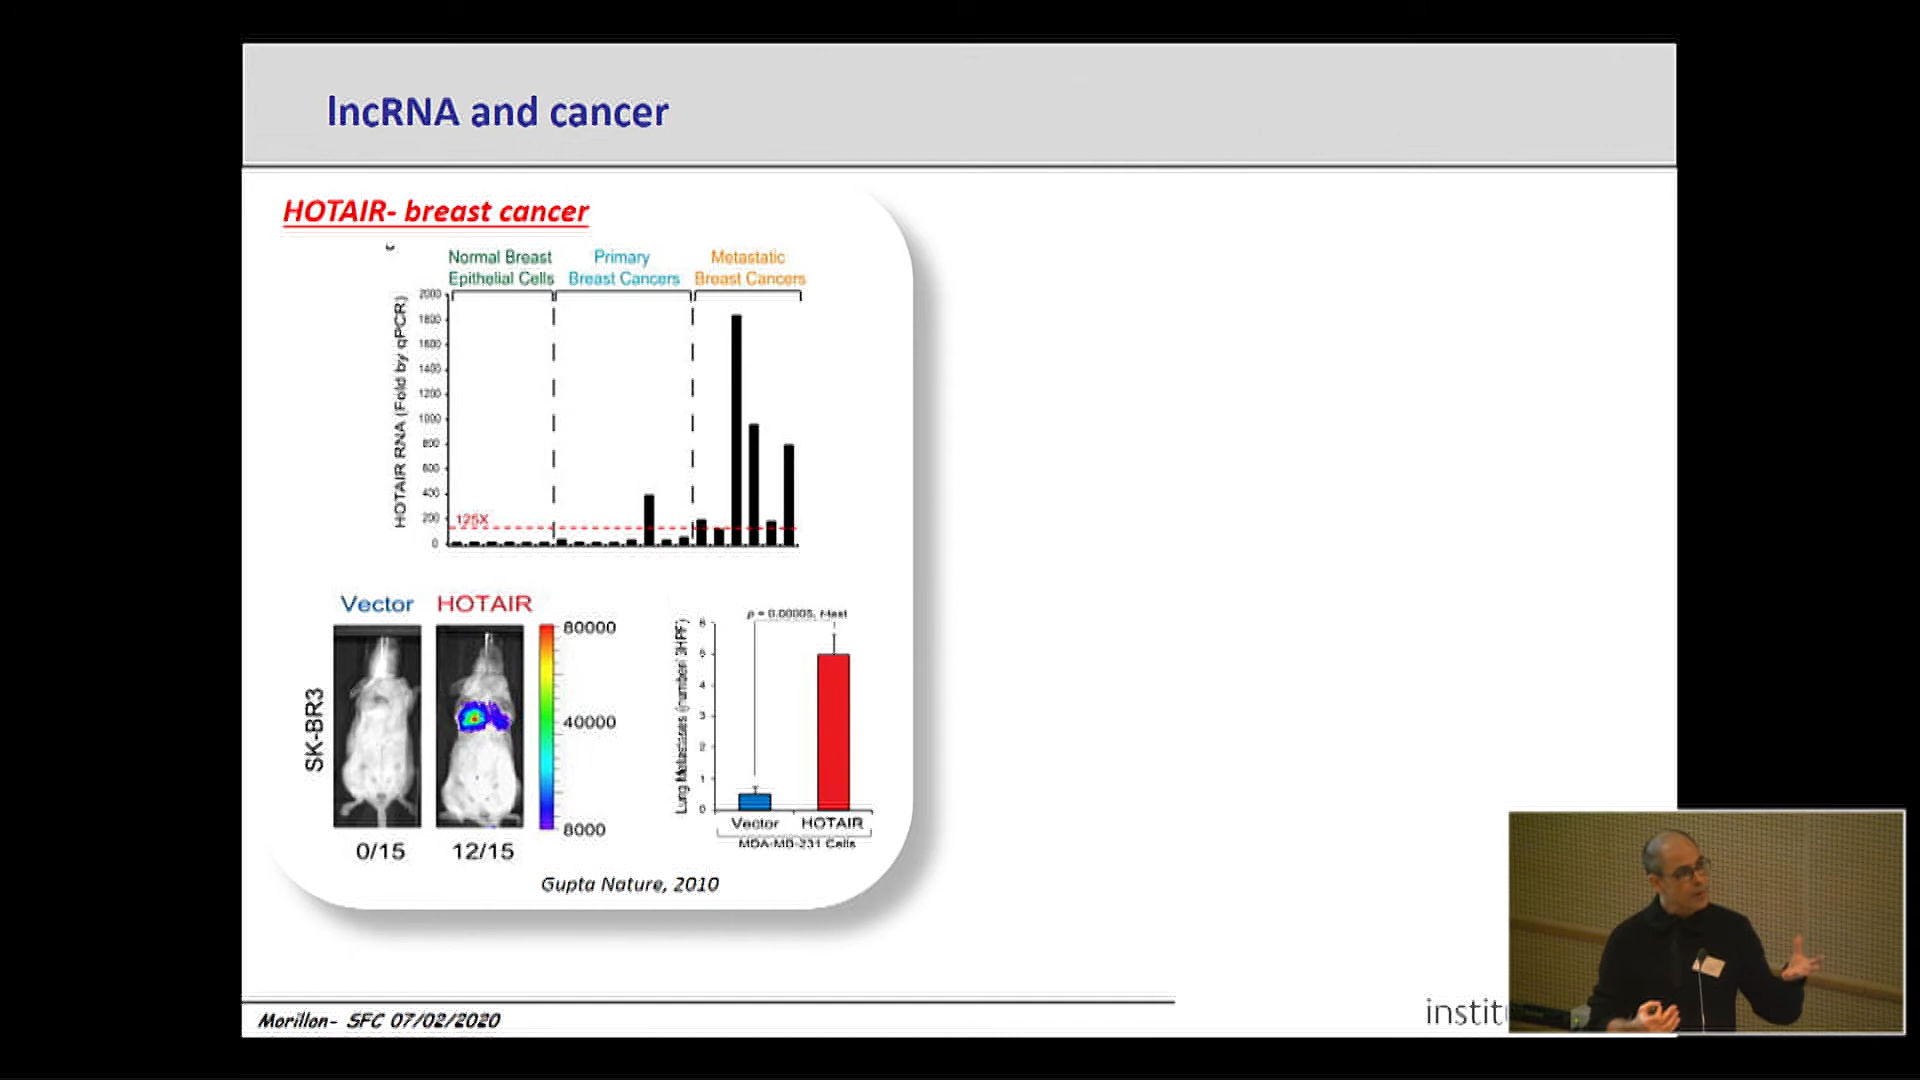 lncRNA and cancer
HOTAIR- breast cancer
Normal Breast
Epithelial Cells
Primary
Breast Cancers
Metastatic
Breast Cancers
HOTAIR RNA (Fold by qPCR)
2000
1800
1600
1400
1200
1000
800
600
400
200
0
125X
Vector
HOTAIR
SK-BR3
80000
40000
8000
0/15
12/15
p = 0.00005, t-test
Lung Metastases (number/ 3HPF)
6
5
4
3
2
1
0
Vector
HOTAIR
MDA-MB-231 Cells
Gupta Nature, 2010
Morillon- SFC 07/02/2020
instit